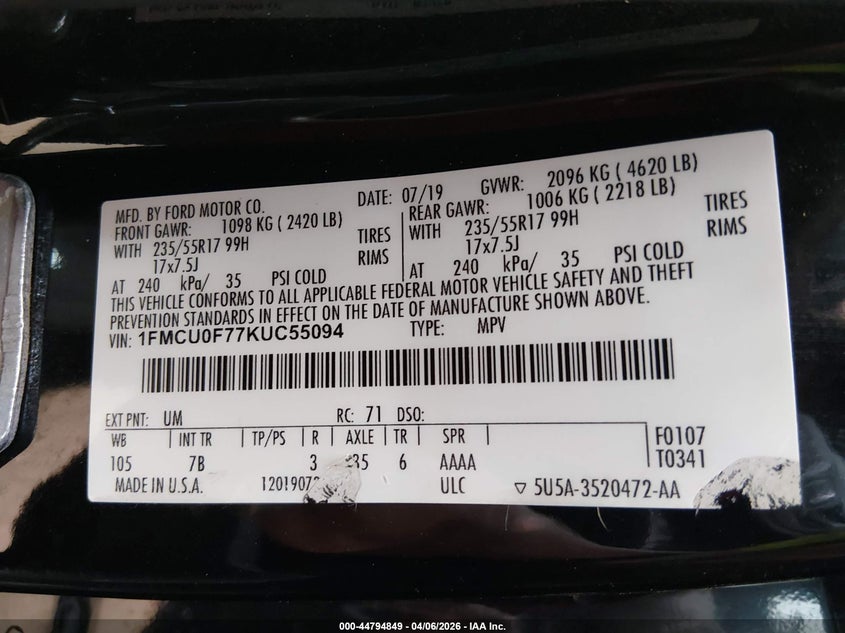 MFD. BY FORD MOTOR CO. DATE: 07/19 GVWR: 2096 KG ( 4620 LB)
FRONT GAWR: 1098 KG ( 2420 LB) REAR GAWR: 1006 KG ( 2218 LB)
WITH 235/55R17 99H TIRES WITH 235/55R17 99H TIRES
17x7.5J RIMS 17x7.5J RIMS
AT 240 kPa/ 35 PSI COLD AT 240 kPa/ 35 PSI COLD
THIS VEHICLE CONFORMS TO ALL APPLICABLE FEDERAL MOTOR VEHICLE SAFETY AND THEFT
PREVENTION STANDARDS IN EFFECT ON THE DATE OF MANUFACTURE SHOWN ABOVE.
VIN: 1FMCU0F77KUC55094 TYPE: MPV
EXT PNT: UM RC: 71 DSO:
WB INT TR TP/PS R AXLE TR SPR F0107
105 7B 3 35 6 AAAA T0341
MADE IN U.S.A. 1201907 ULC ▽ 5U5A-3520472-AA
000-44794849 - 04/06/2026 - IAA Inc.